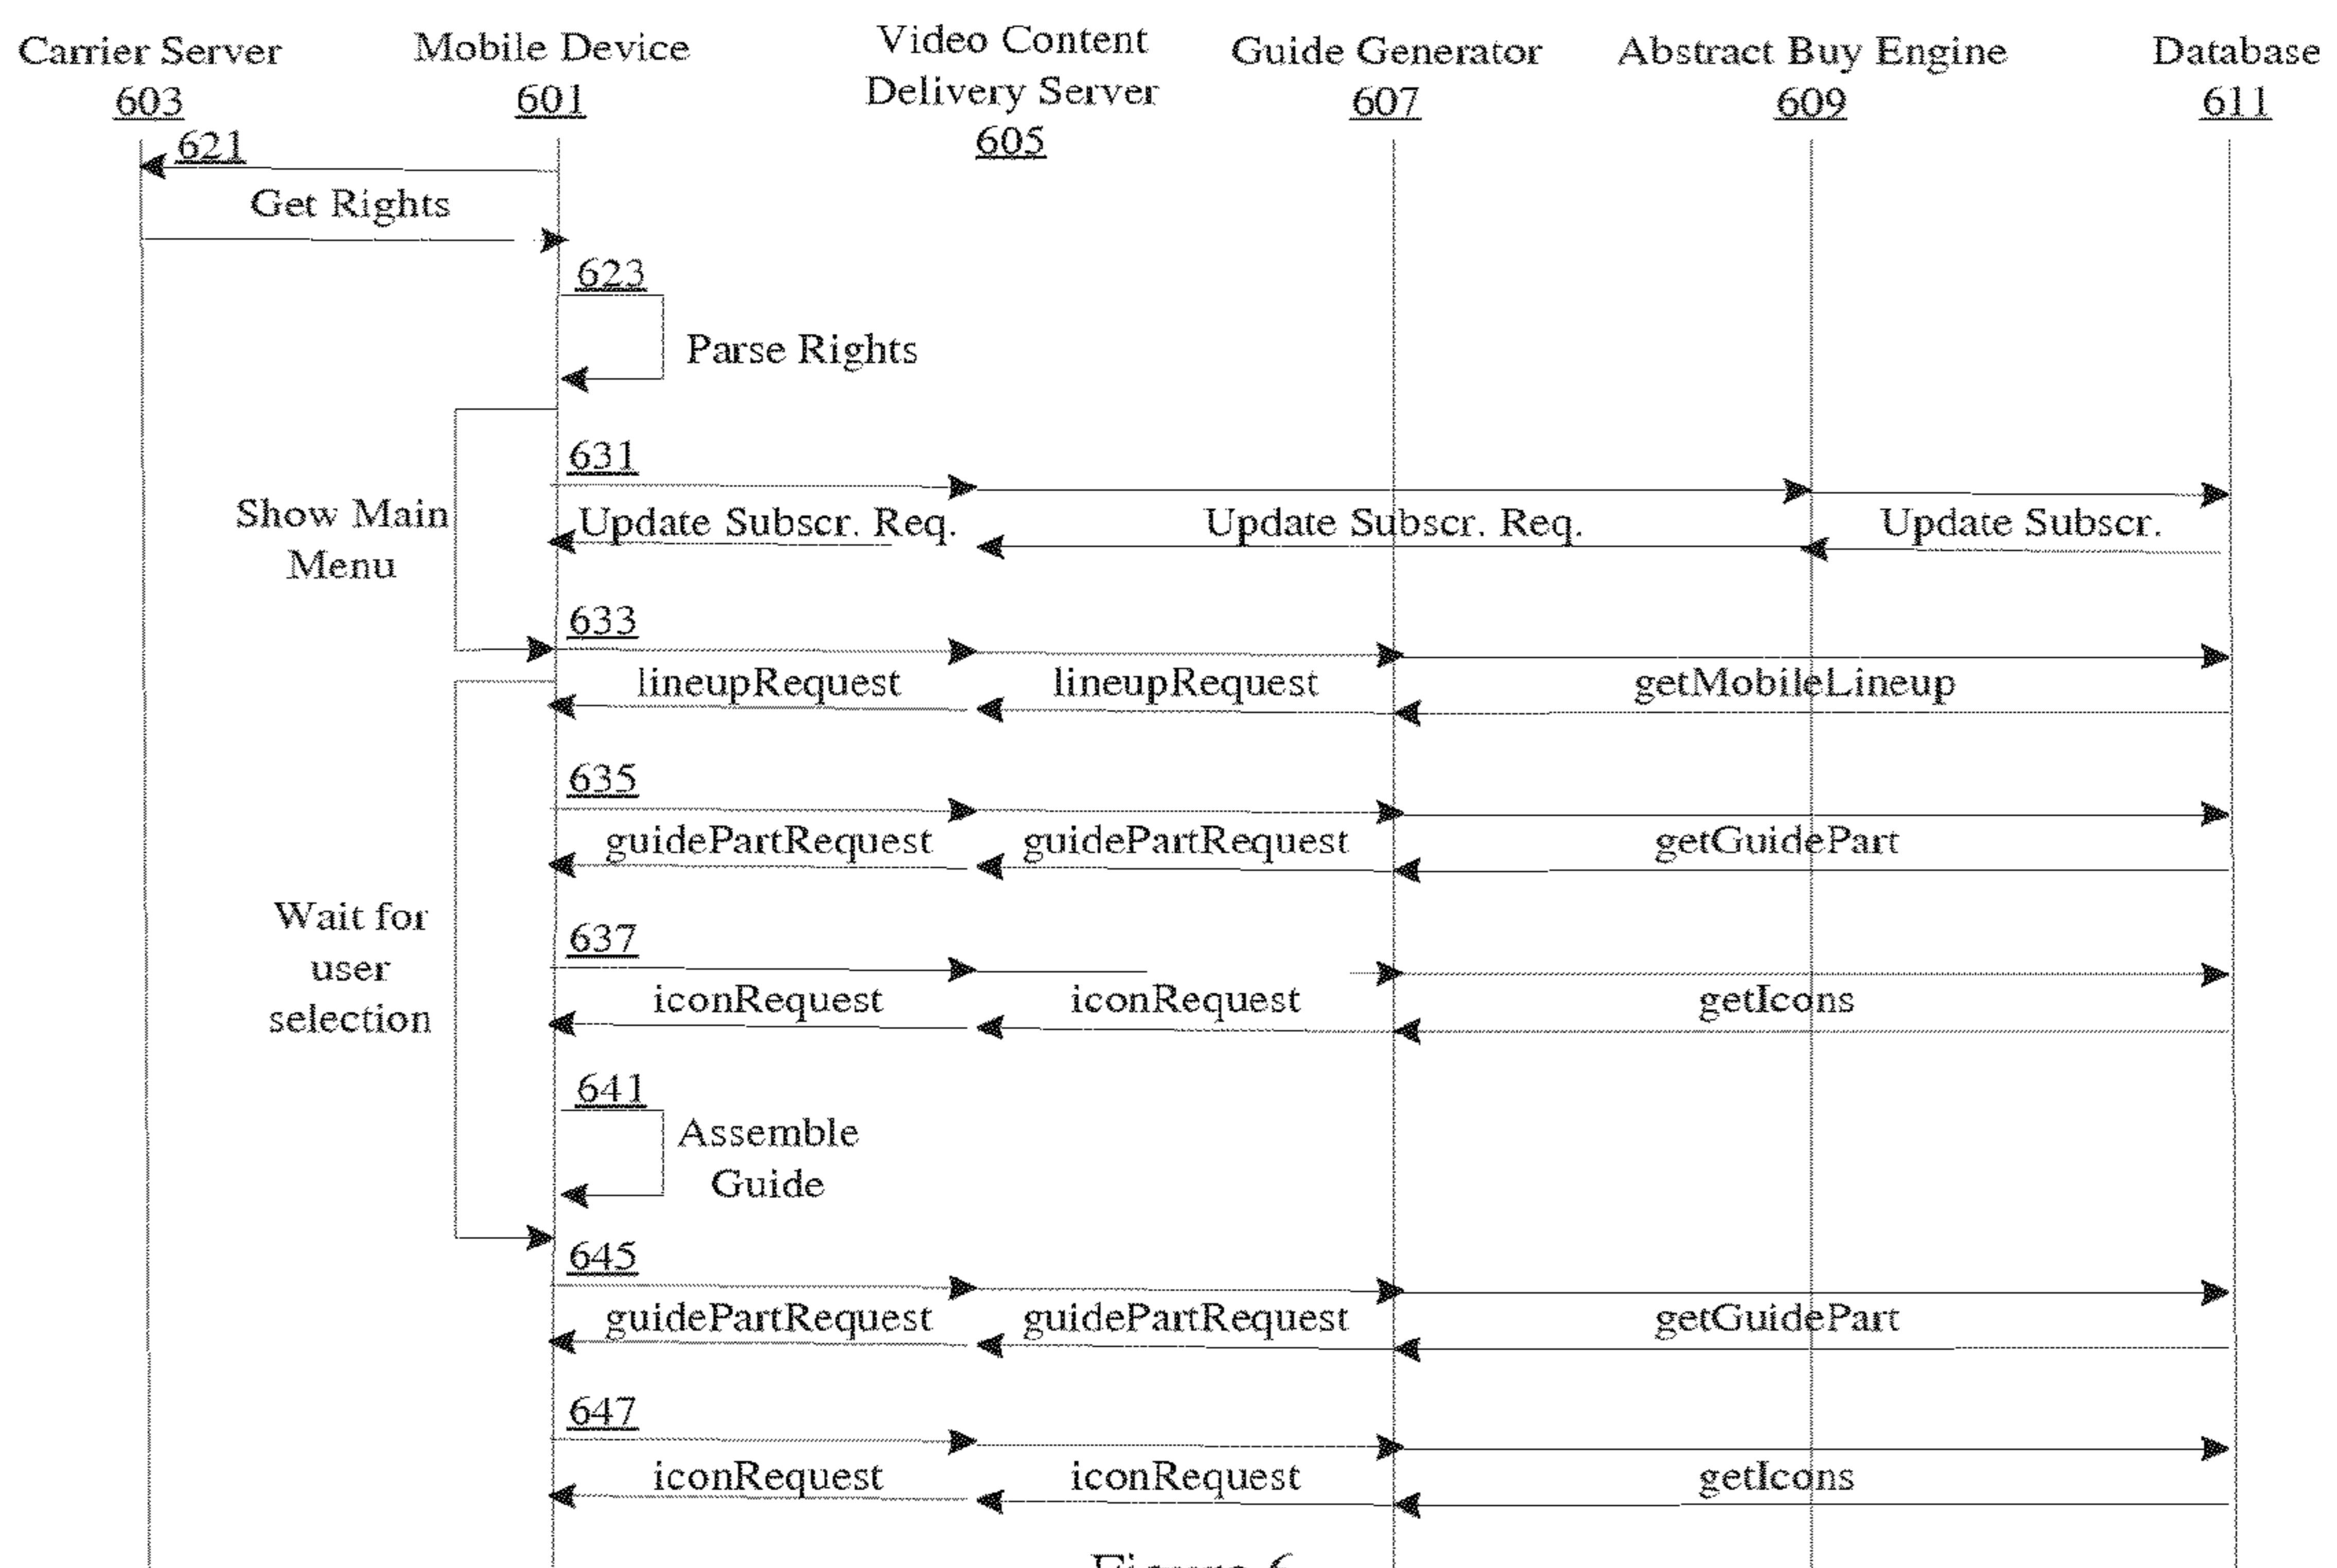 Carrier Server
603
Mobile Device
601
Video Content
Delivery Server
605
Guide Generator
607
Abstract Buy Engine
609
Database
611
621
Get Rights
623
Parse Rights
Show Main
Menu
631
Update Subscr. Req.
Update Subscr. Req.
Update Subscr.
633
lineupRequest
lineupRequest
getMobileLineup
635
guidePartRequest
guidePartRequest
getGuidePart
Wait for
user
selection
637
iconRequest
iconRequest
getIcons
641
Assemble
Guide
645
guidePartRequest
guidePartRequest
getGuidePart
647
iconRequest
iconRequest
getIcons
Figure 6